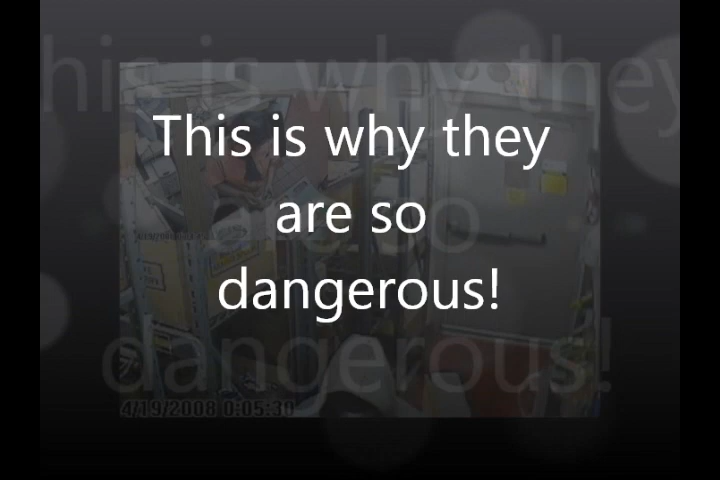 This is why they
are so
dangerous!
4/19/2008 0:05:30